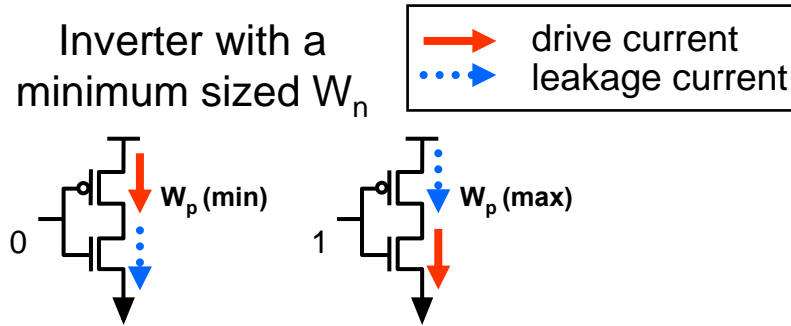 Inverter with a
minimum sized Wn
drive current
leakage current
Wp (min)
Wp (max)
0
1